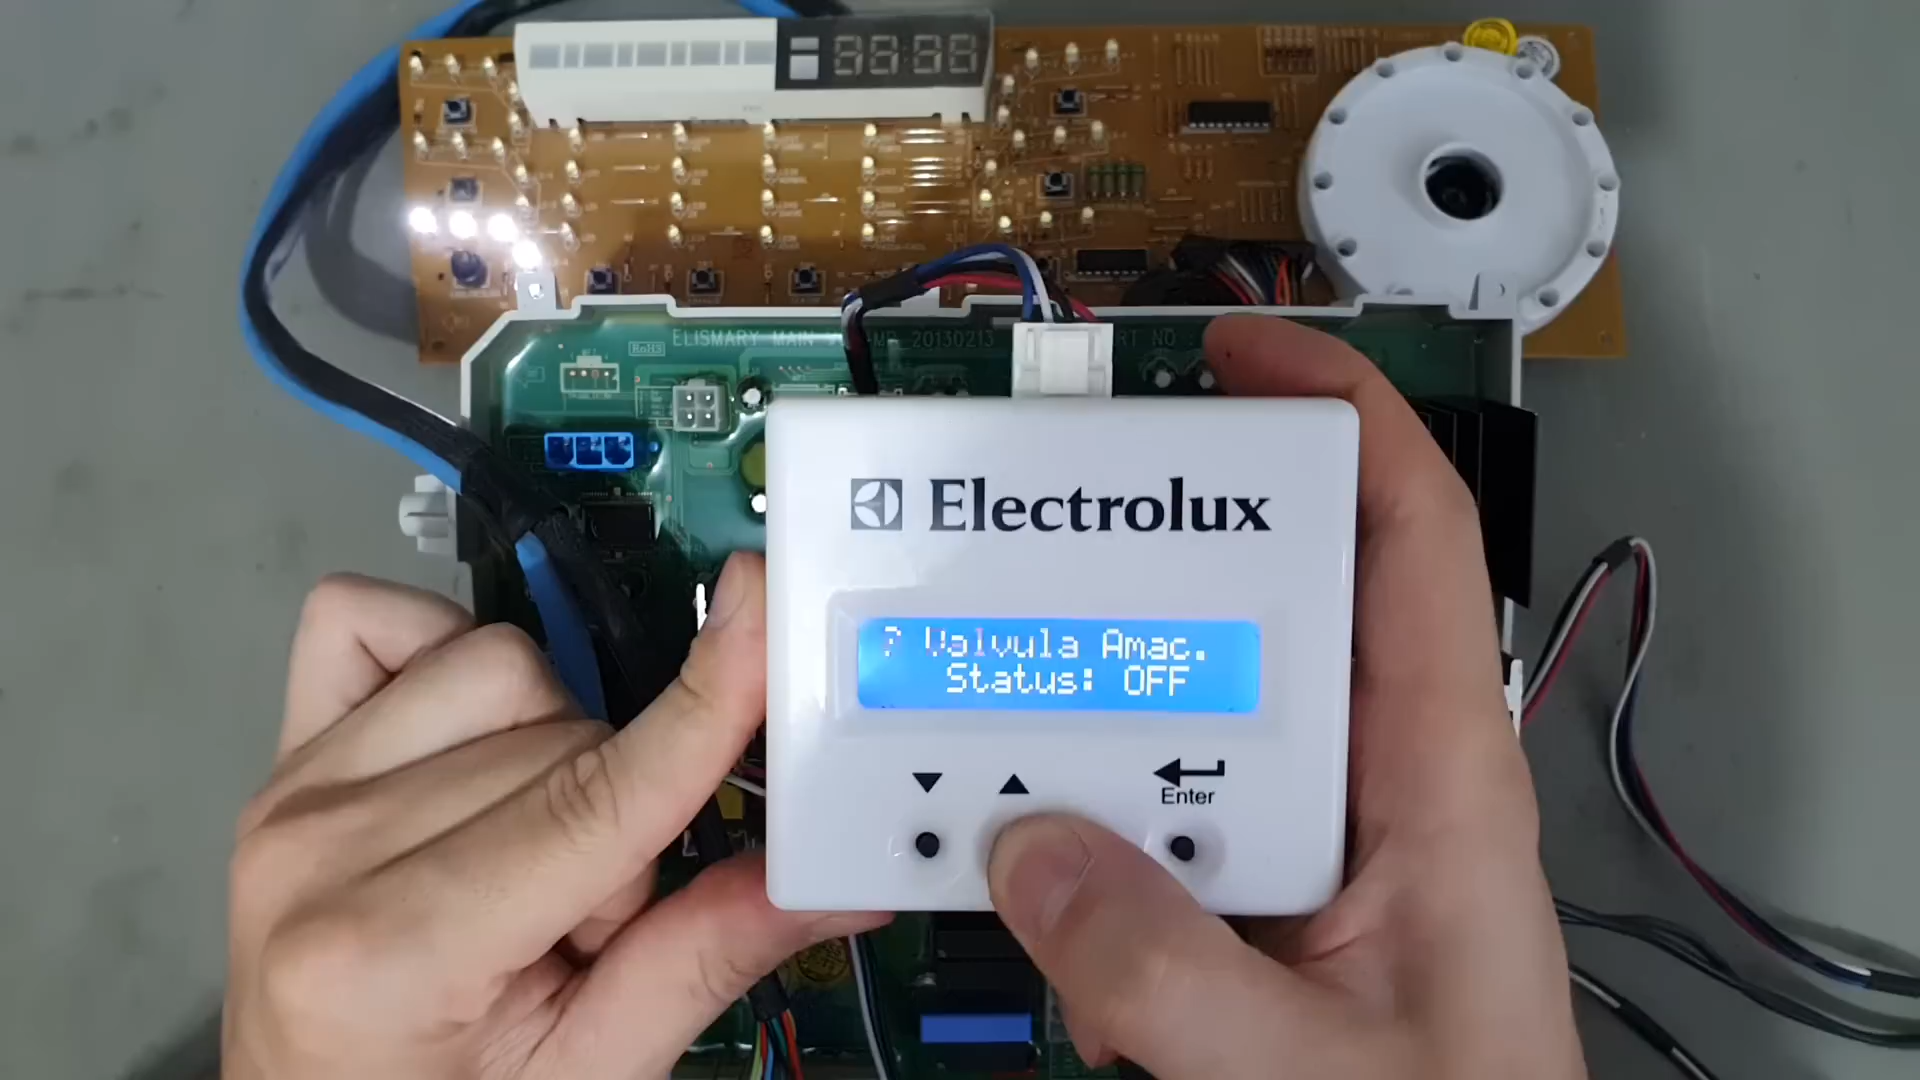 ELISMARY MAIN
20130213
RoHS
Electrolux
? Valvula Amac.
Status: OFF
Enter